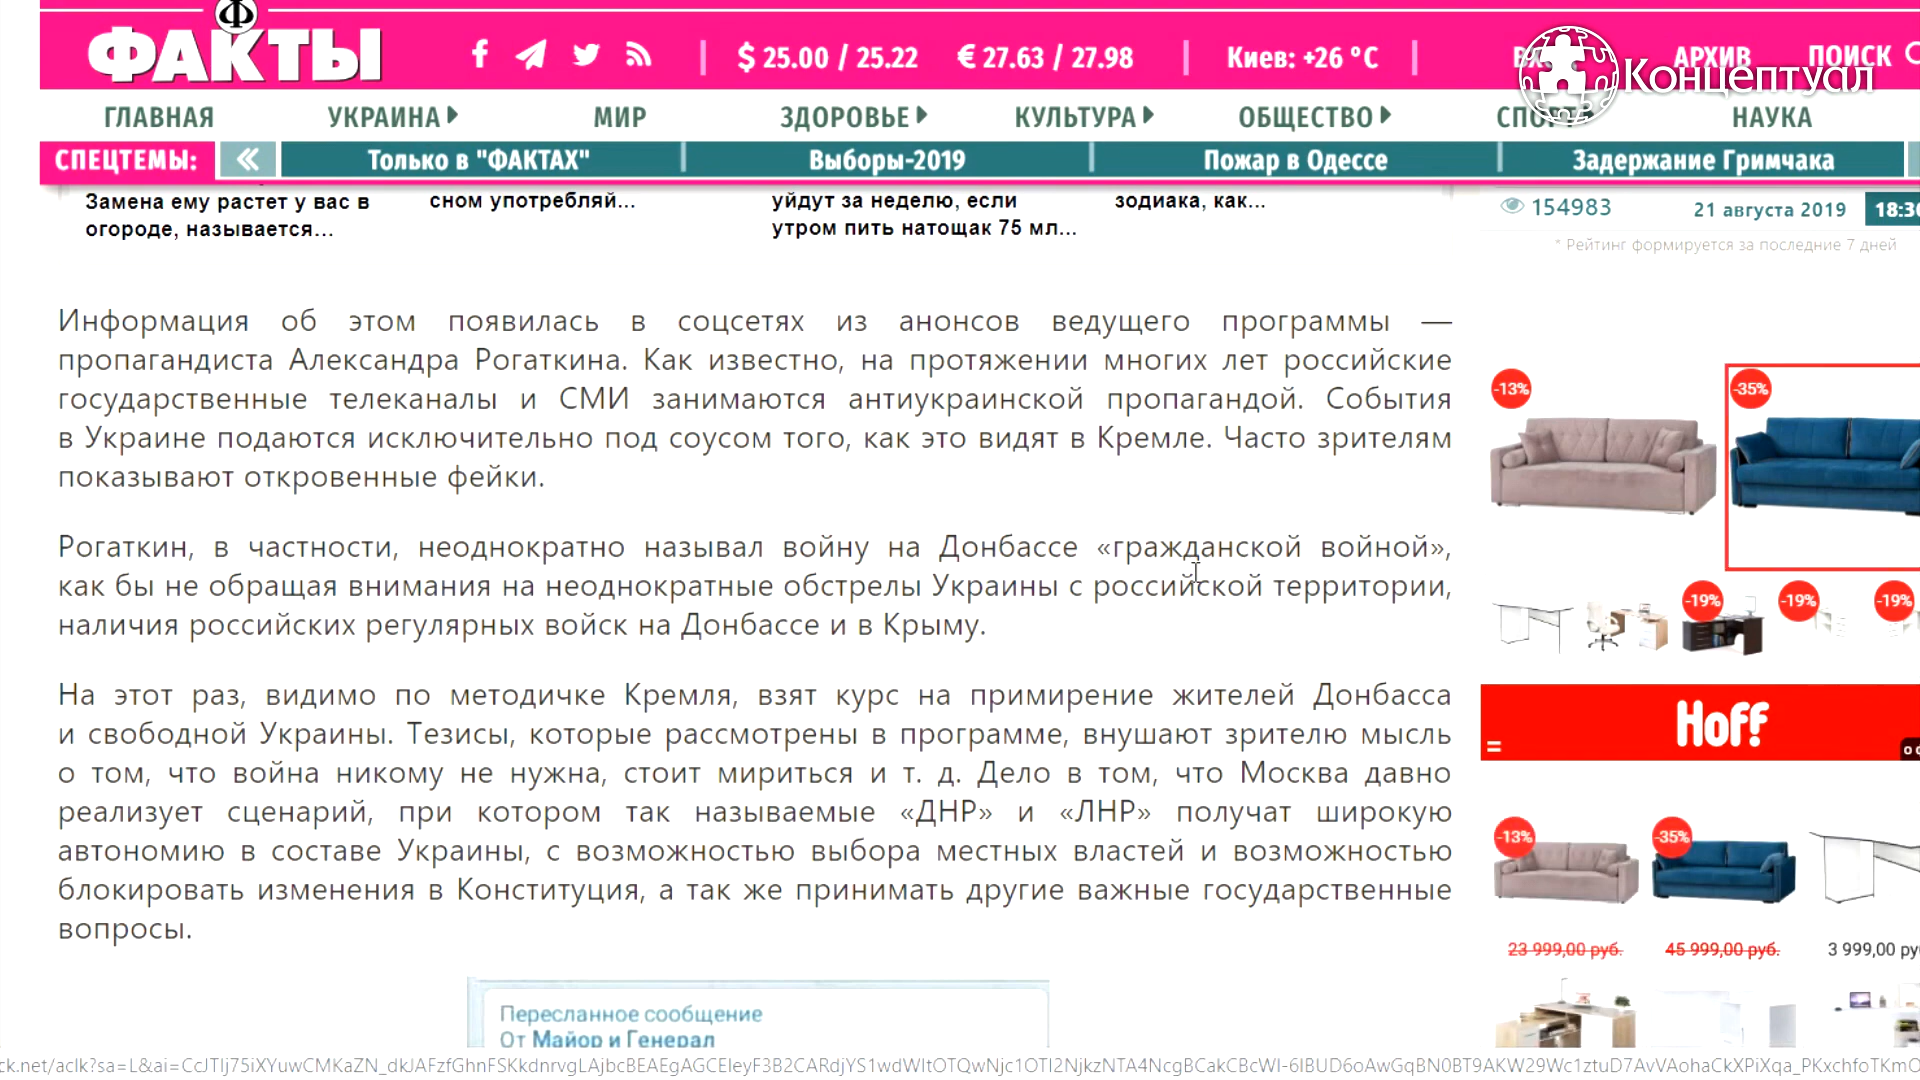 ФАКТЫ
$ 25.00 / 25.22
€ 27.63 / 27.98
Киев: +26 °C
АРХИВ
ПОИСК
Концептуал
ГЛАВНАЯ
УКРАИНА
МИР
ЗДОРОВЬЕ
КУЛЬТУРА
ОБЩЕСТВО
СПОРТ
НАУКА
СПЕЦТЕМЫ:
Только в "ФАКТАХ"
Выборы-2019
Пожар в Одессе
Задержание Гримчака
Замена ему растет у вас в
огороде, называется...
сном употребляй...
уйдут за неделю, если
утром пить натощак 75 мл...
зодиака, как...
154983
21 августа 2019
18:30
* Рейтинг формируется за последние 7 дней
Информация об этом появилась в соцсетях из анонсов ведущего программы —
пропагандиста Александра Рогаткина. Как известно, на протяжении многих лет российские
государственные телеканалы и СМИ занимаются антиукраинской пропагандой. События
в Украине подаются исключительно под соусом того, как это видят в Кремле. Часто зрителям
показывают откровенные фейки.
Рогаткин, в частности, неоднократно называл войну на Донбассе «гражданской войной»,
как бы не обращая внимания на неоднократные обстрелы Украины с российской территории,
наличия российских регулярных войск на Донбассе и в Крыму.
На этот раз, видимо по методичке Кремля, взят курс на примирение жителей Донбасса
и свободной Украины. Тезисы, которые рассмотрены в программе, внушают зрителю мысль
о том, что война никому не нужна, стоит мириться и т. д. Дело в том, что Москва давно
реализует сценарий, при котором так называемые «ДНР» и «ЛНР» получат широкую
автономию в составе Украины, с возможностью выбора местных властей и возможностью
блокировать изменения в Конституция, а так же принимать другие важные государственные
вопросы.
Пересланное сообщение
От Майор и Генерал
-13%
-35%
-19%
-19%
-19%
Hoff
-13%
-35%
23 999,00 руб.
45 999,00 руб.
3 999,00 ру